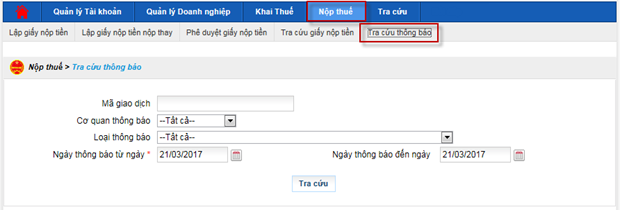 Quản lý Tài khoản Quản lý Doanh nghiệp Khai Thuế Nộp thuế Tra cứu
Lập giấy nộp tiền Lập giấy nộp tiền nộp thay Phê duyệt giấy nộp tiền Tra cứu giấy nộp tiền Tra cứu thông báo
Nộp thuế > Tra cứu thông báo
Mã giao dịch
Cơ quan thông báo --Tất cả--
Loại thông báo --Tất cả--
Ngày thông báo từ ngày * 21/03/2017 Ngày thông báo đến ngày 21/03/2017
Tra cứu